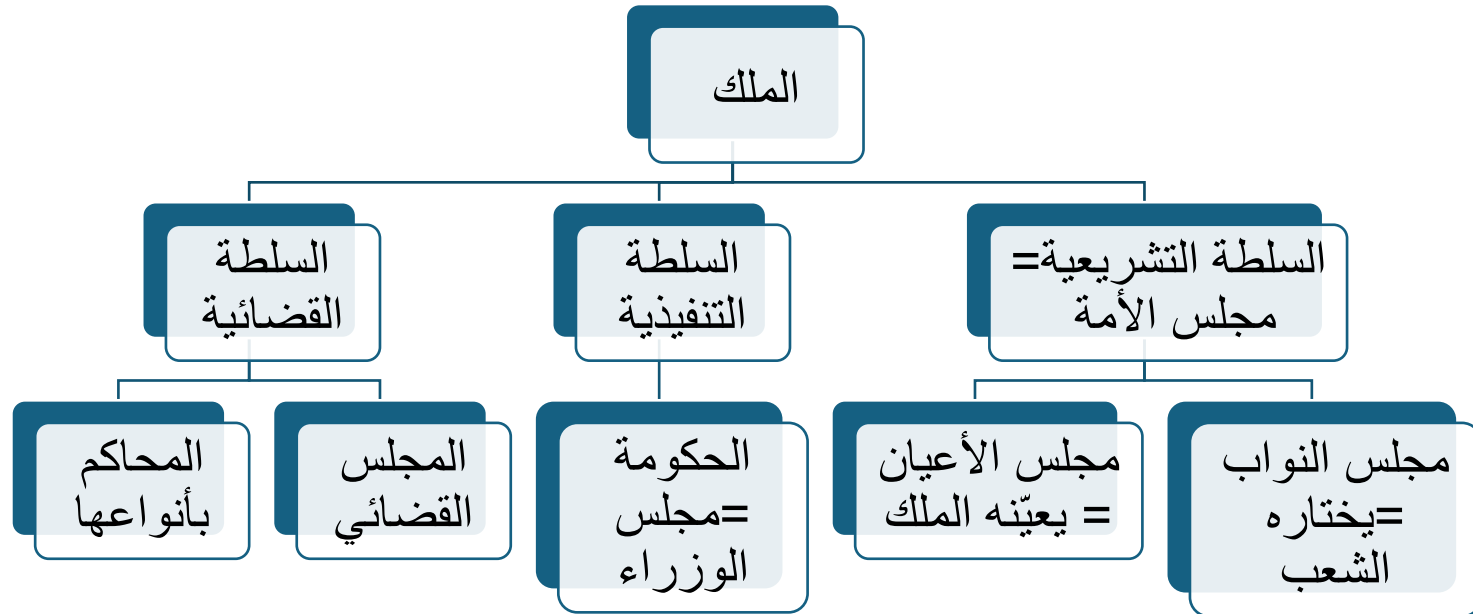 الملك
السلطة التشريعية=
مجلس الأمة
السلطة
التنفيذية
السلطة
القضائية
مجلس النواب
=يختاره
الشعب
مجلس الأعيان
= يعيّنه الملك
الحكومة
=مجلس
الوزراء
المجلس
القضائي
المحاكم
بأنواعها